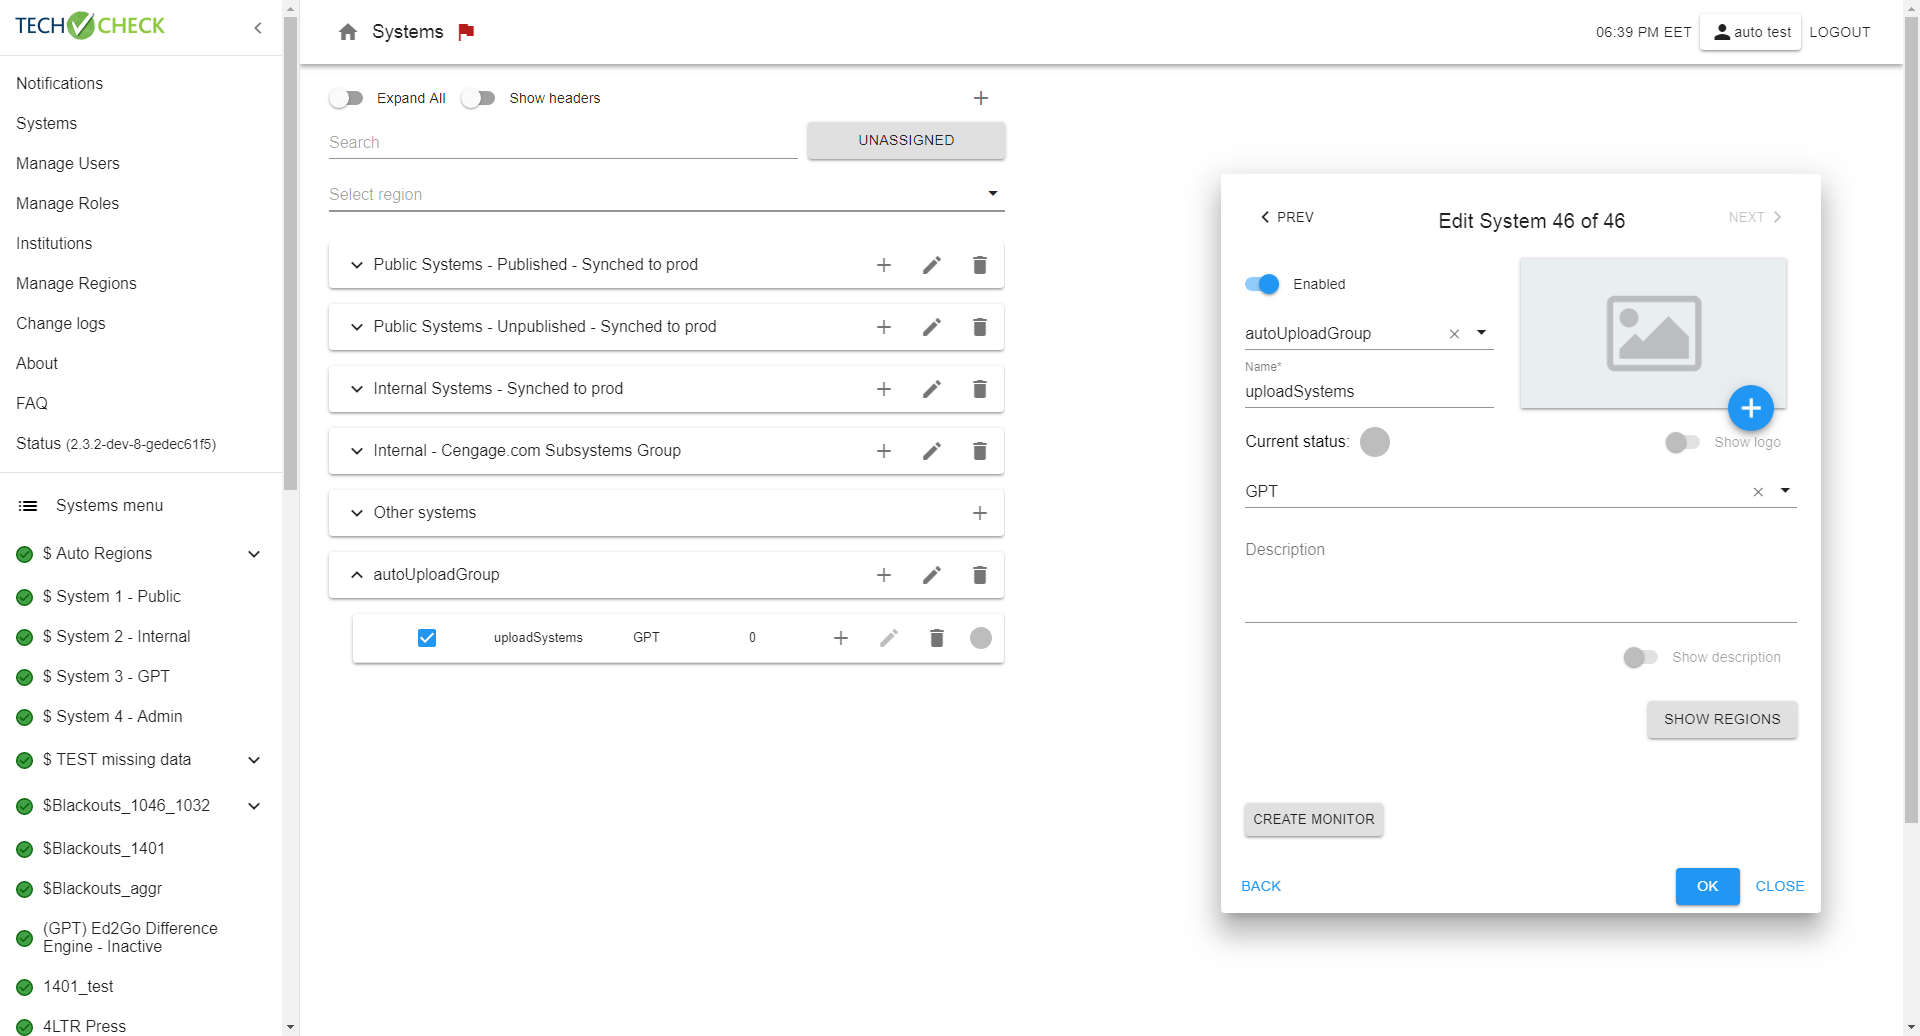 TECH CHECK
Notifications
Systems
Manage Users
Manage Roles
Institutions
Manage Regions
Change logs
About
FAQ
Status (2.3.2-dev-8-gedec61f5)
Systems menu
$ Auto Regions
$ System 1 - Public
$ System 2 - Internal
$ System 3 - GPT
$ System 4 - Admin
$ TEST missing data
$Blackouts_1046_1032
$Blackouts_1401
$Blackouts_aggr
(GPT) Ed2Go Difference
Engine - Inactive
1401_test
4LTR Press
Systems
06:39 PM EET
auto test
LOGOUT
Expand All
Show headers
Search
UNASSIGNED
Select region
Public Systems - Published - Synched to prod
Public Systems - Unpublished - Synched to prod
Internal Systems - Synched to prod
Internal - Cengage.com Subsystems Group
Other systems
autoUploadGroup
uploadSystems GPT 0
PREV
Edit System 46 of 46
NEXT
Enabled
autoUploadGroup
Name*
uploadSystems
Current status:
Show logo
GPT
Description
Show description
SHOW REGIONS
CREATE MONITOR
BACK
OK
CLOSE